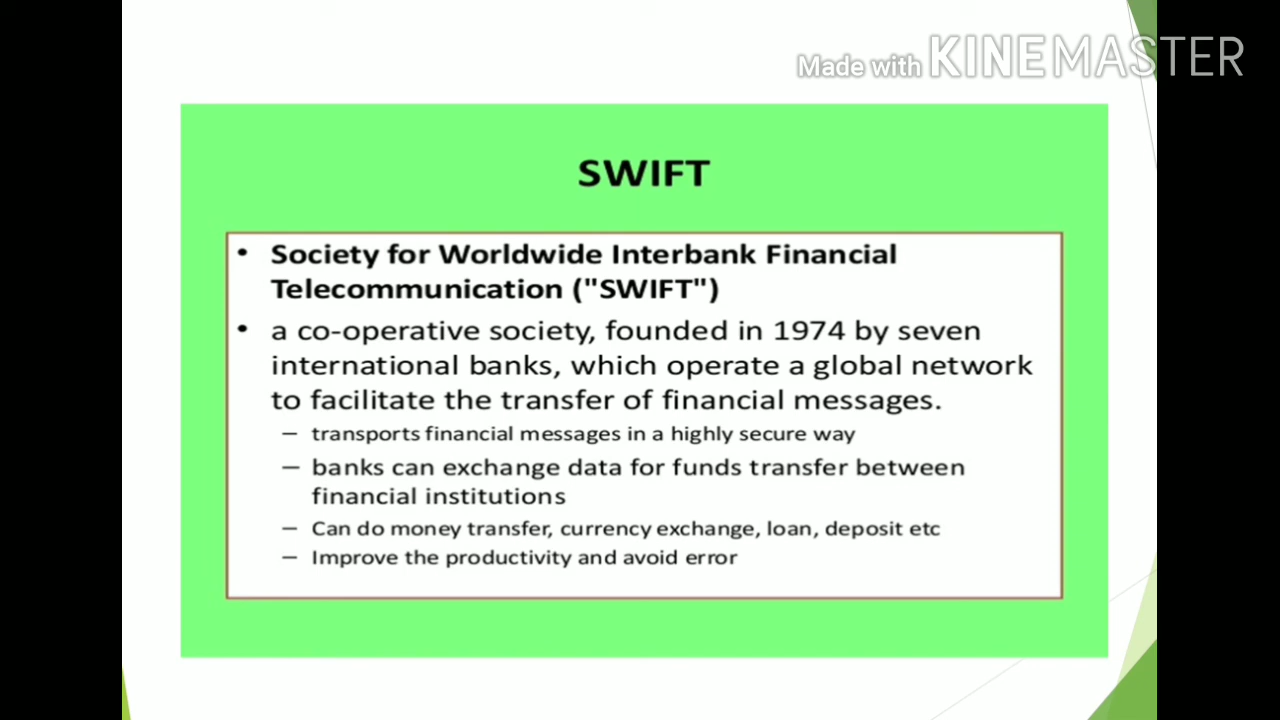 Made with KINEMASTER
SWIFT
• Society for Worldwide Interbank Financial
Telecommunication ("SWIFT")
• a co-operative society, founded in 1974 by seven
international banks, which operate a global network
to facilitate the transfer of financial messages.
– transports financial messages in a highly secure way
– banks can exchange data for funds transfer between
financial institutions
– Can do money transfer, currency exchange, loan, deposit etc
– Improve the productivity and avoid error